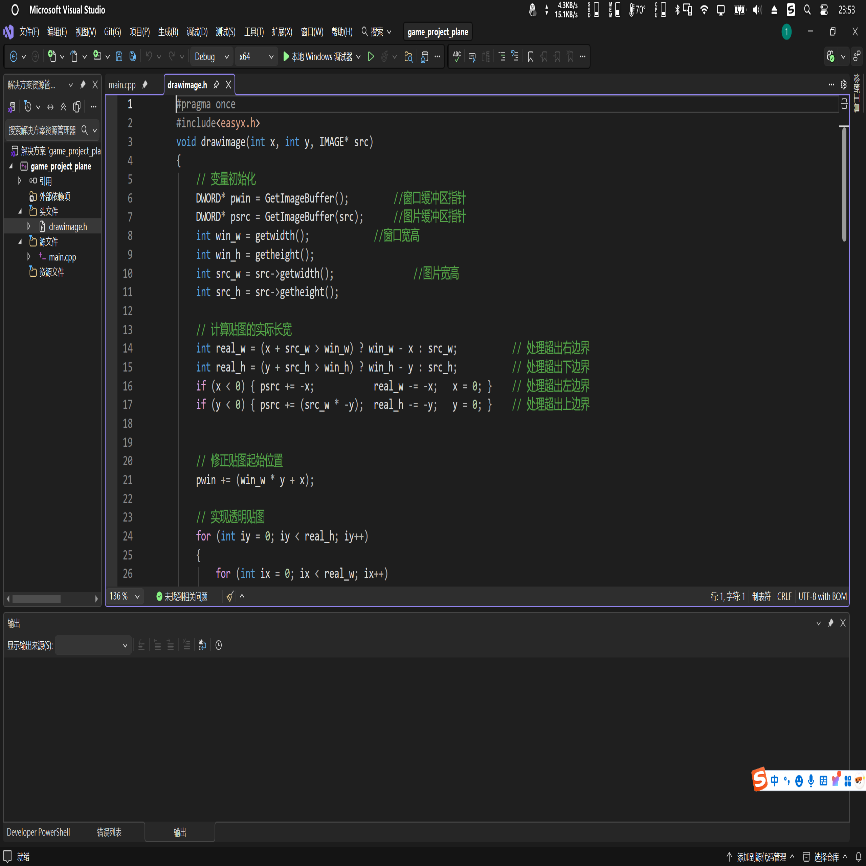 Microsoft Visual Studio
4.3KB/s
15.1KB/s
70°
23:53
文件(F) 编辑(E) 视图(V) Git(G) 项目(P) 生成(B) 调试(D) 测试(S) 工具(T) 扩展(X) 窗口(W) 帮助(H) 搜索 game_project_plane
Debug x64 本地 Windows 调试器
解决方案资源管...
main.cpp drawimage.h
搜索解决方案资源管理器
解决方案 'game_project_pla
game project plane
引用
外部依赖项
头文件
drawimage.h
源文件
main.cpp
资源文件
1 #pragma once
2 #include<easyx.h>
3 void drawimage(int x, int y, IMAGE* src)
4 {
5 // 变量初始化
6 DWORD* pwin = GetImageBuffer(); //窗口缓冲区指针
7 DWORD* psrc = GetImageBuffer(src); //图片缓冲区指针
8 int win_w = getwidth(); //窗口宽高
9 int win_h = getheight();
10 int src_w = src->getwidth(); //图片宽高
11 int src_h = src->getheight();
12
13 // 计算贴图的实际长宽
14 int real_w = (x + src_w > win_w) ? win_w - x : src_w; // 处理超出右边界
15 int real_h = (y + src_h > win_h) ? win_h - y : src_h; // 处理超出下边界
16 if (x < 0) { psrc += -x; real_w -= -x; x = 0; } // 处理超出左边界
17 if (y < 0) { psrc += (src_w * -y); real_h -= -y; y = 0; } // 处理超出上边界
18
19
20 // 修正贴图起始位置
21 pwin += (win_w * y + x);
22
23 // 实现透明贴图
24 for (int iy = 0; iy < real_h; iy++)
25 {
26 for (int ix = 0; ix < real_w; ix++)
136 % 未找到相关问题 行: 1, 字符: 1 制表符 CRLF UTF-8 with BOM
输出
显示输出来源(S):
中
Developer PowerShell 错误列表 输出
就绪 添加到源代码管理 选择仓库